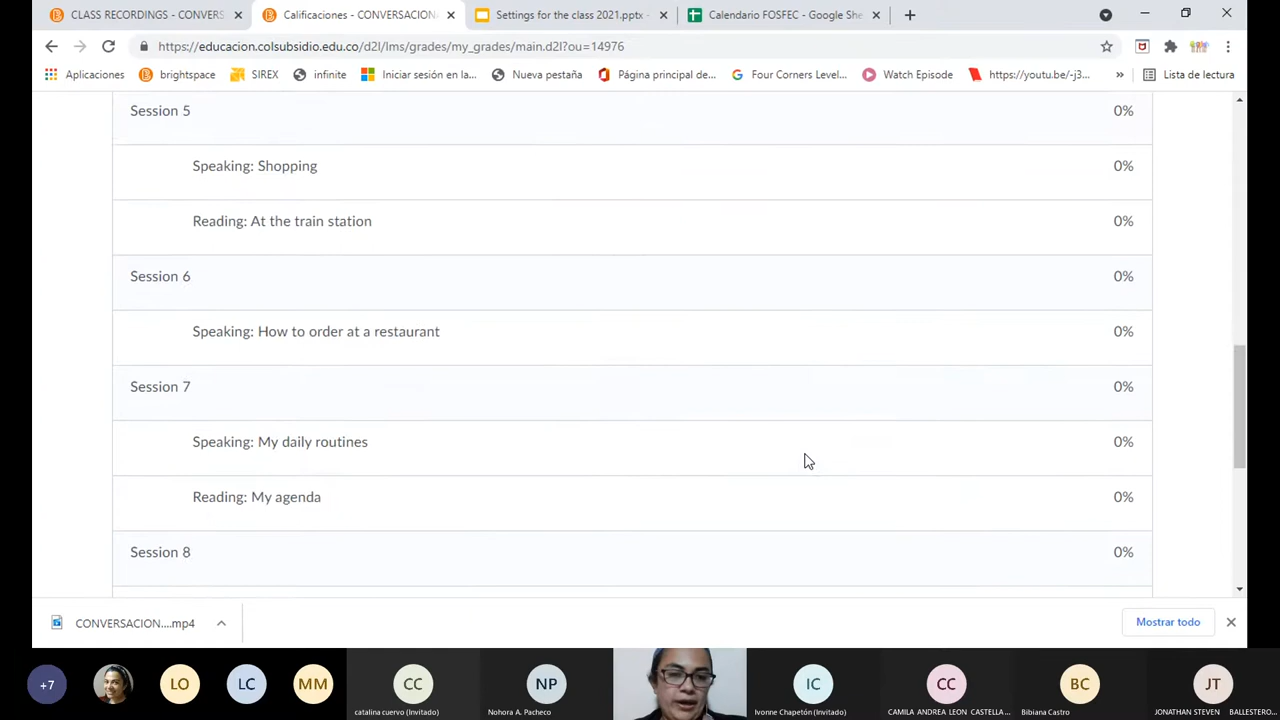 CLASS RECORDINGS - CONVERS
Calificaciones - CONVERSACIONA
Settings for the class 2021.pptx -
Calendario FOSFEC - Google She
https://educacion.colsubsidio.edu.co/d2l/lms/grades/my_grades/main.d2l?ou=14976
Aplicaciones
brightspace
SIREX
infinite
Iniciar sesión en la...
Nueva pestaña
Página principal de...
Four Corners Level...
Watch Episode
https://youtu.be/-j3...
»
Lista de lectura
Session 5 0%
Speaking: Shopping 0%
Reading: At the train station 0%
Session 6 0%
Speaking: How to order at a restaurant 0%
Session 7 0%
Speaking: My daily routines 0%
Reading: My agenda 0%
Session 8 0%
CONVERSACION....mp4
Mostrar todo
+7
LO
LC
MM
CC
catalina cuervo (Invitado)
NP
Nohora A. Pacheco
IC
Ivonne Chapetón (Invitado)
CC
CAMILA ANDREA LEON CASTELLA...
BC
Bibiana Castro
JT
JONATHAN STEVEN BALLESTERO...